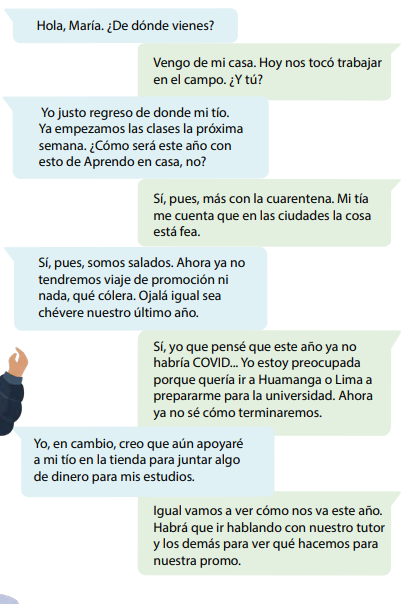 Hola, María. ¿De dónde vienes?
Vengo de mi casa. Hoy nos tocó trabajar
en el campo. ¿Y tú?
Yo justo regreso de donde mi tío.
Ya empezamos las clases la próxima
semana. ¿Cómo será este año con
esto de Aprendo en casa, no?
Sí, pues, más con la cuarentena. Mi tía
me cuenta que en las ciudades la cosa
está fea.
Sí, pues, somos salados. Ahora ya no
tendremos viaje de promoción ni
nada, qué cólera. Ojalá igual sea
chévere nuestro último año.
Sí, yo que pensé que este año ya no
habría COVID... Yo estoy preocupada
porque quería ir a Huamanga o Lima a
prepararme para la universidad. Ahora
ya no sé cómo terminaremos.
Yo, en cambio, creo que aún apoyaré
a mi tío en la tienda para juntar algo
de dinero para mis estudios.
Igual vamos a ver cómo nos va este año.
Habrá que ir hablando con nuestro tutor
y los demás para ver qué hacemos para
nuestra promo.